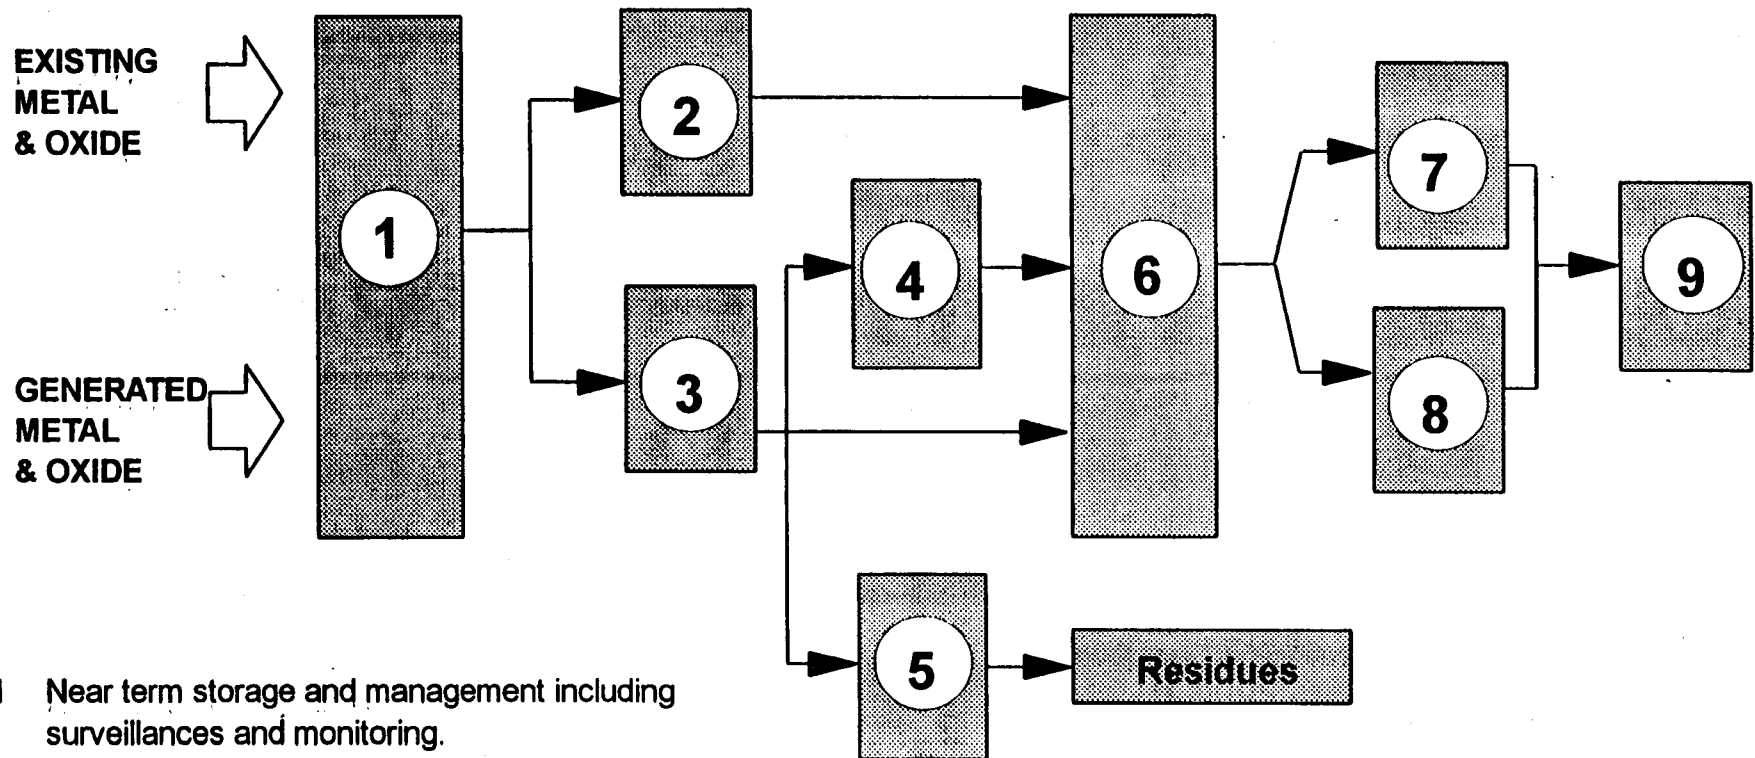 EXISTING
METAL
& OXIDE
1
2
3
4
5
6
7
8
9
GENERATED
METAL
& OXIDE
Residues
Near term storage and management including
surveillances and monitoring.